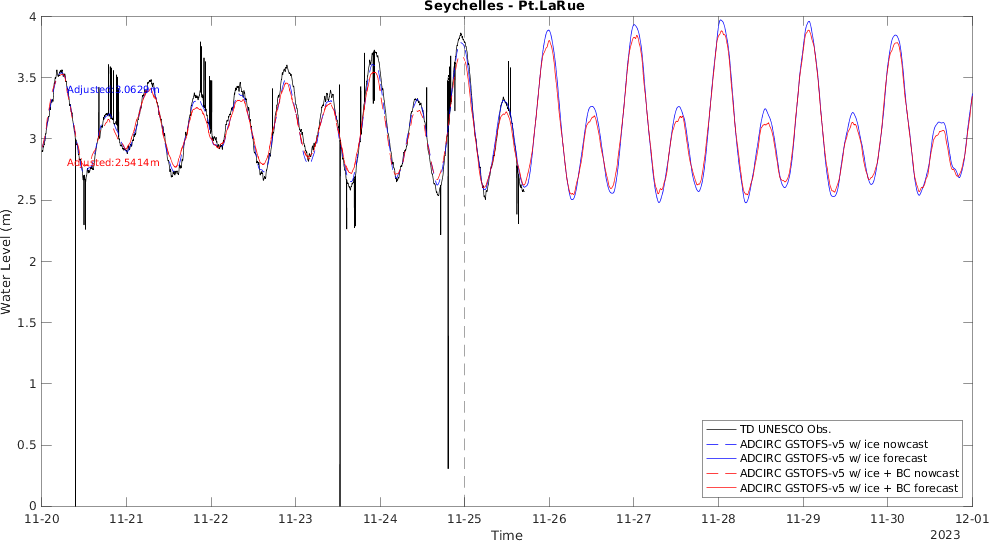 Seychelles - Pt.LaRue
4
3.5
3
2.5
2
1.5
1
0.5
0
Water Level (m)
Adjusted:3.0620m
Adjusted:2.5414m
TD UNESCO Obs.
ADCIRC GSTOFS-v5 w/ ice nowcast
ADCIRC GSTOFS-v5 w/ ice forecast
ADCIRC GSTOFS-v5 w/ ice + BC nowcast
ADCIRC GSTOFS-v5 w/ ice + BC forecast
11-20 11-21 11-22 11-23 11-24 11-25 11-26 11-27 11-28 11-29 11-30 12-01
Time
2023